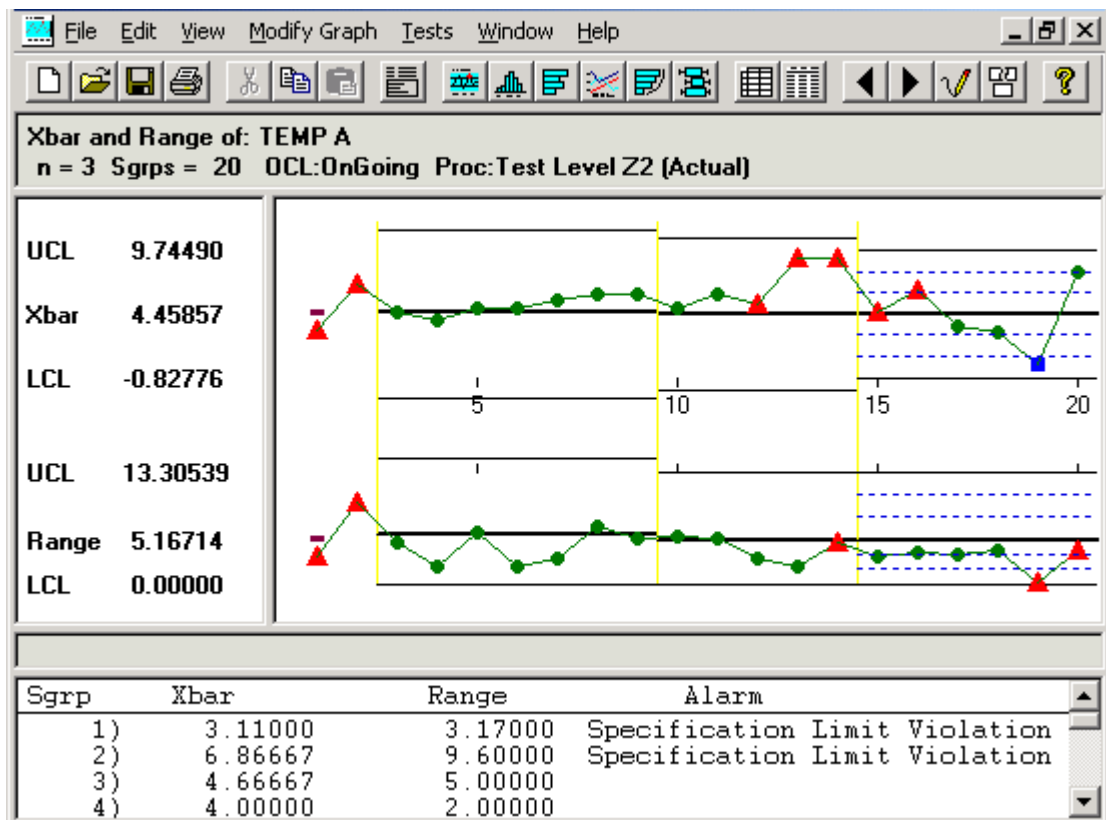 File Edit View Modify Graph Tests Window Help
?
Xbar and Range of: TEMP A
n = 3 Sgrps = 20 OCL:OnGoing Proc:Test Level Z2 (Actual)
UCL 9.74490
Xbar 4.45857
LCL -0.82776
5 10 15 20
UCL 13.30539
Range 5.16714
LCL 0.00000
Sgrp Xbar Range Alarm
1) 3.11000 3.17000 Specification Limit Violation
2) 6.86667 9.60000 Specification Limit Violation
3) 4.66667 5.00000
4) 4.00000 2.00000